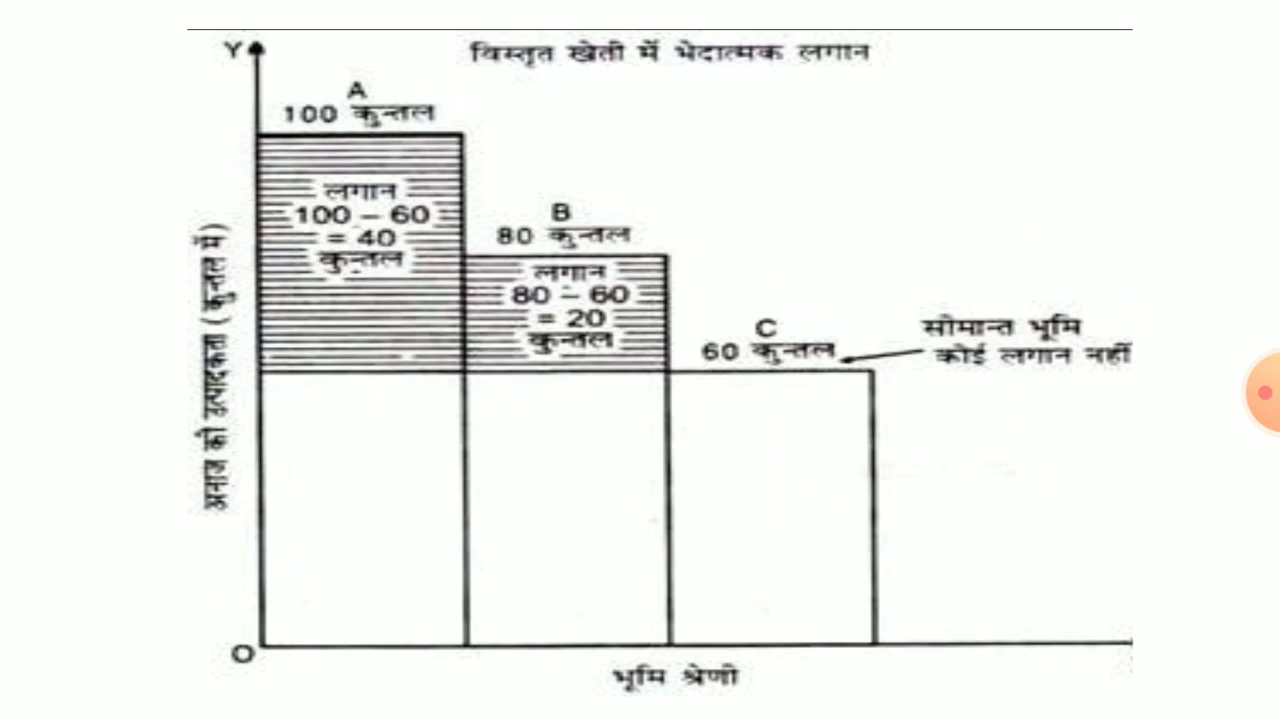 Y
विस्तृत खेती में भेदात्मक लगान
A
100 कुन्तल
लगान
100 – 60
= 40
कुन्तल
B
80 कुन्तल
लगान
80 – 60
= 20
कुन्तल
C
60 कुन्तल
सीमान्त भूमि
कोई लगान नहीं
अनाज की उत्पादकता ( कुन्तल में )
O
भूमि श्रेणी